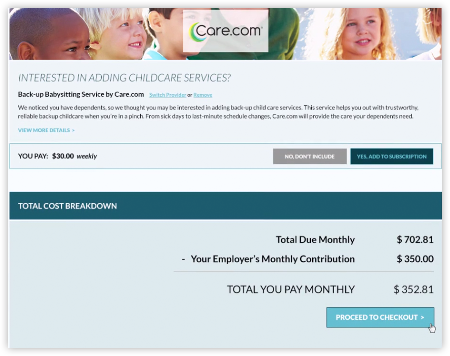 Care.com
INTERESTED IN ADDING CHILDCARE SERVICES?
Back-up Babysitting Service by Care.com Switch Provider or Remove
We noticed you have dependents, so we thought you may be interested in adding back-up child care services. This service helps you out with trustworthy,
reliable backup childcare when you're in a pinch. From sick days to last-minute schedule changes, Care.com will provide the care your dependents need.
VIEW MORE DETAILS >
YOU PAY: $30.00 weekly NO, DON'T INCLUDE YES, ADD TO SUBSCRIPTION
TOTAL COST BREAKDOWN
Total Due Monthly $ 702.81
- Your Employer's Monthly Contribution $ 350.00
TOTAL YOU PAY MONTHLY $ 352.81
PROCEED TO CHECKOUT >